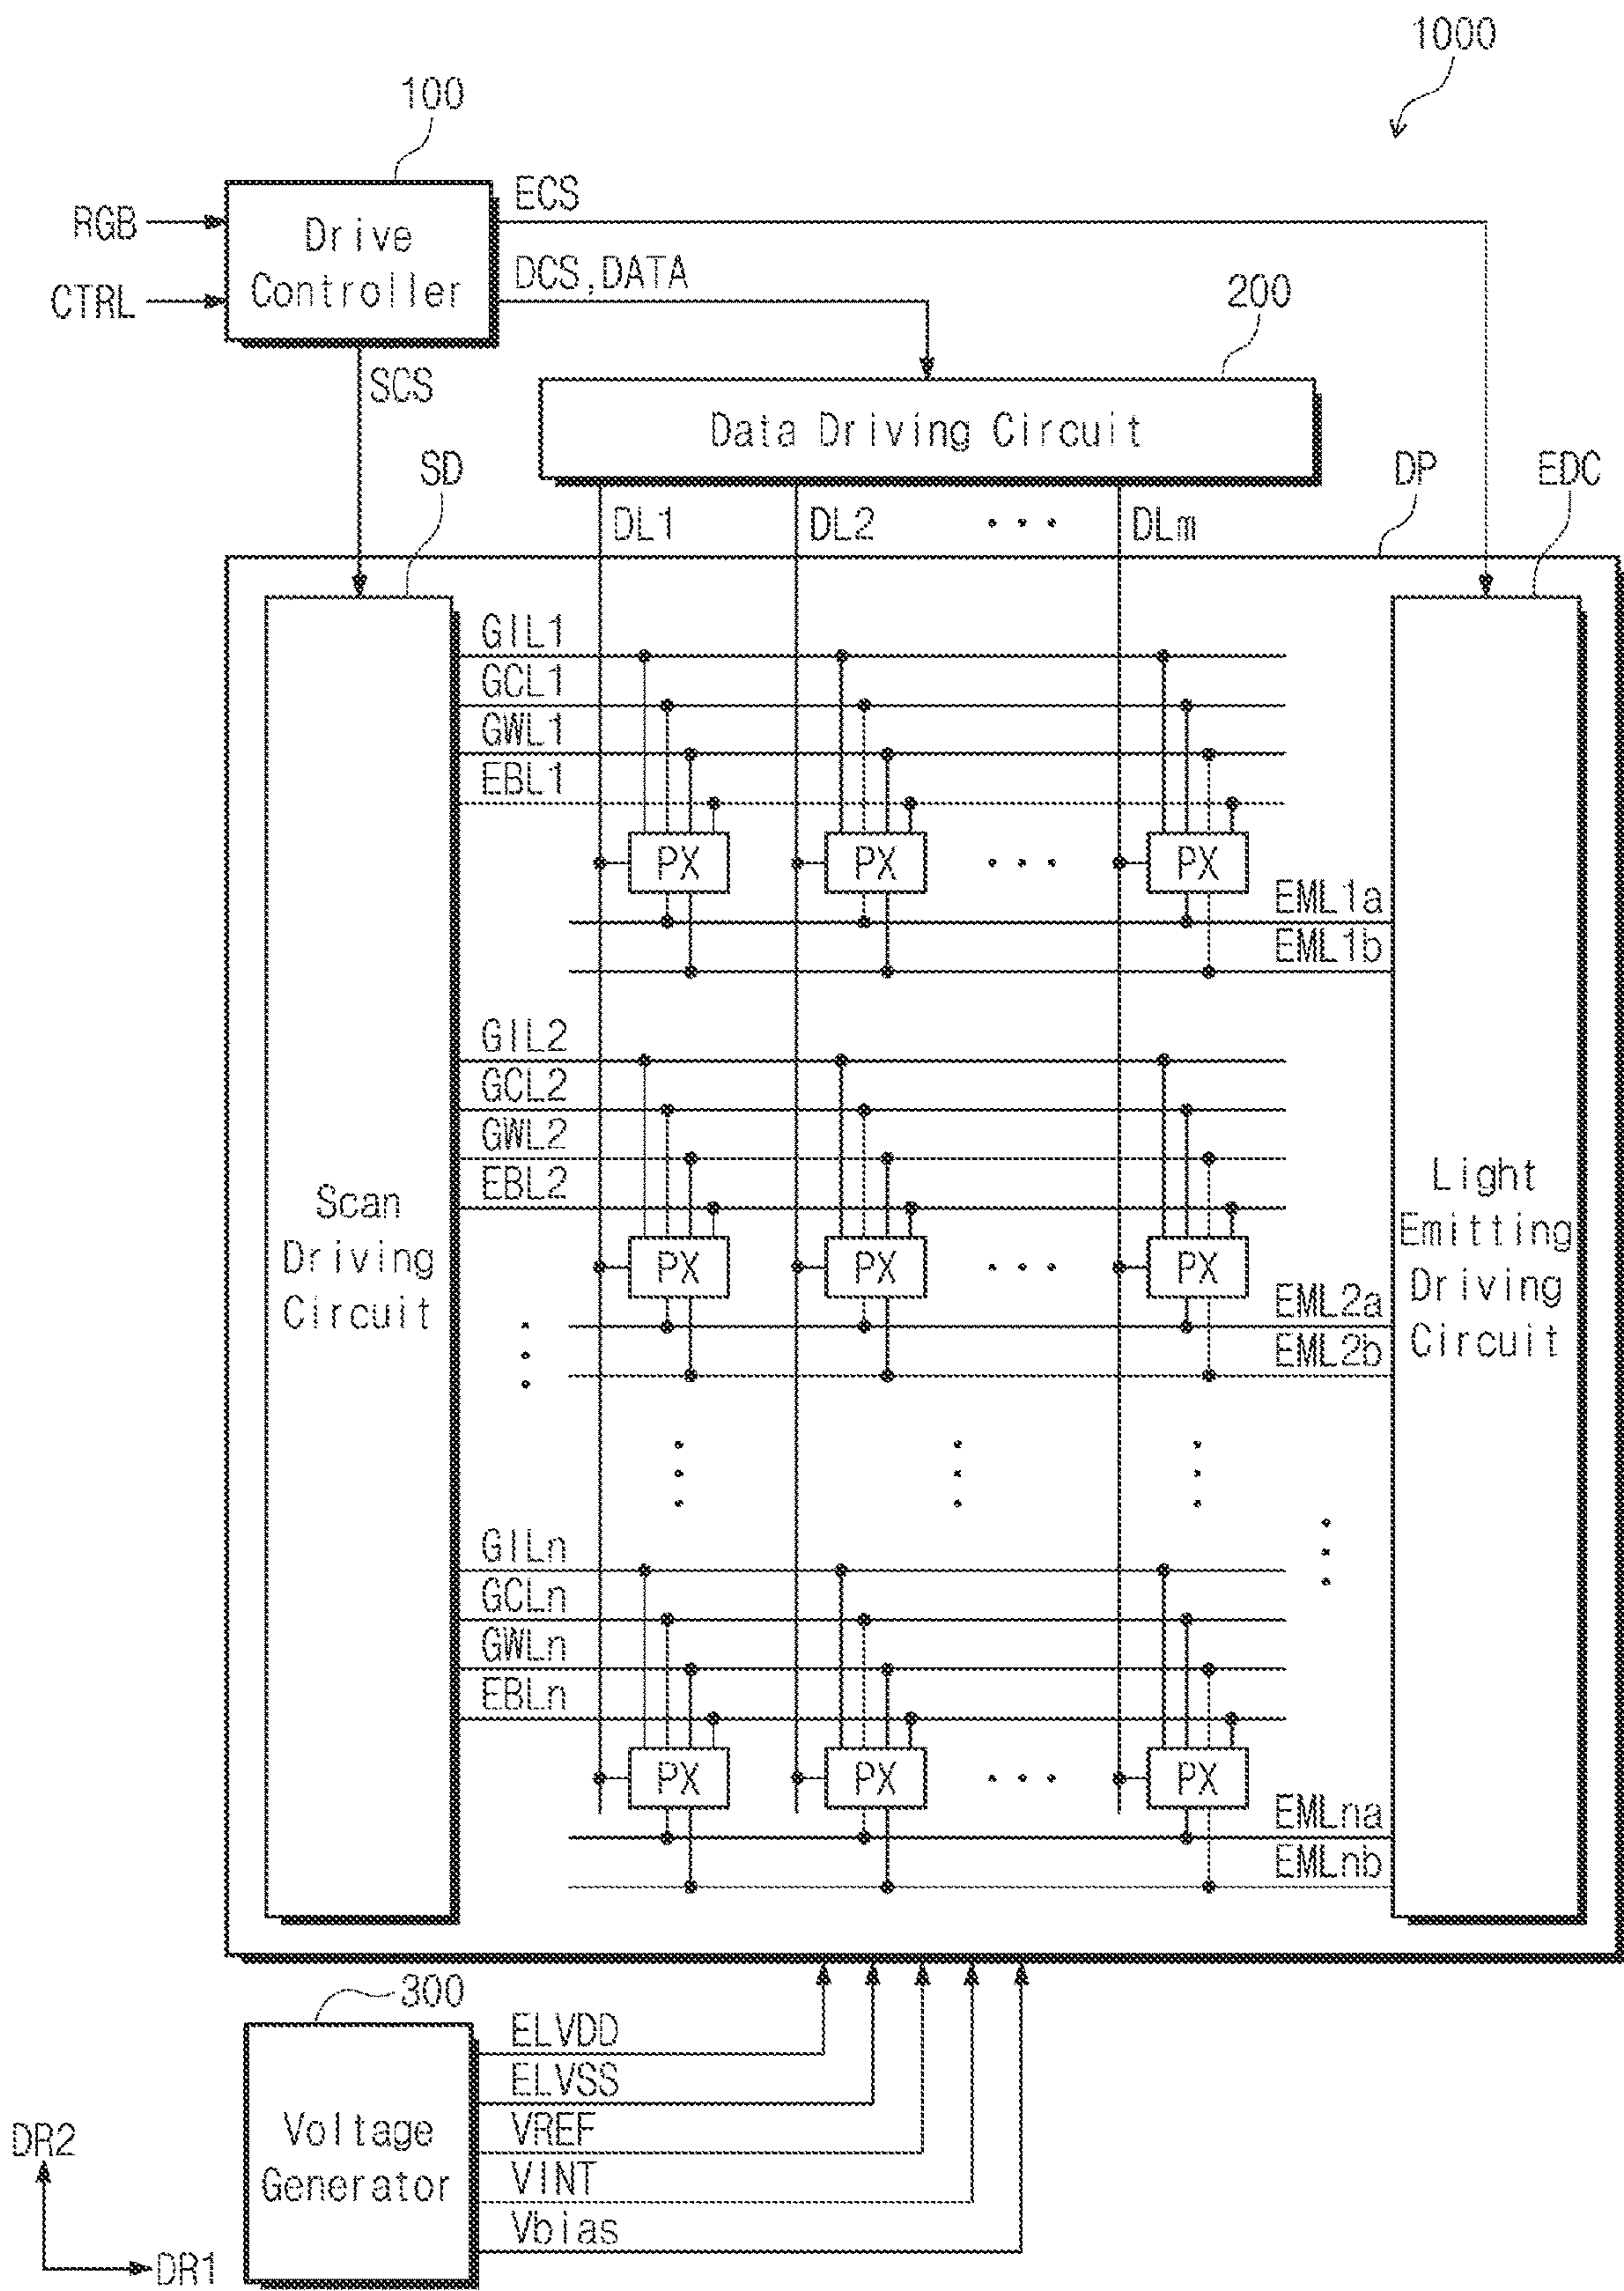 1000
100
RGB
CTRL
Drive
Controller
ECS
DCS,DATA
200
SCS
Data Driving Circuit
SD
DP
EDC
DL1
DL2
• • •
DLm
GIL1
GCL1
GWL1
EBL1
PX
PX
• • •
PX
EML1a
EML1b
GIL2
GCL2
GWL2
EBL2
Scan
Driving
Circuit
PX
PX
• • •
PX
Light
Emitting
Driving
Circuit
EML2a
EML2b
GILn
GCLn
GWLn
EBLn
PX
PX
• • •
PX
EMLna
EMLnb
300
Voltage
Generator
ELVDD
ELVSS
VREF
VINT
Vbias
DR2
DR1